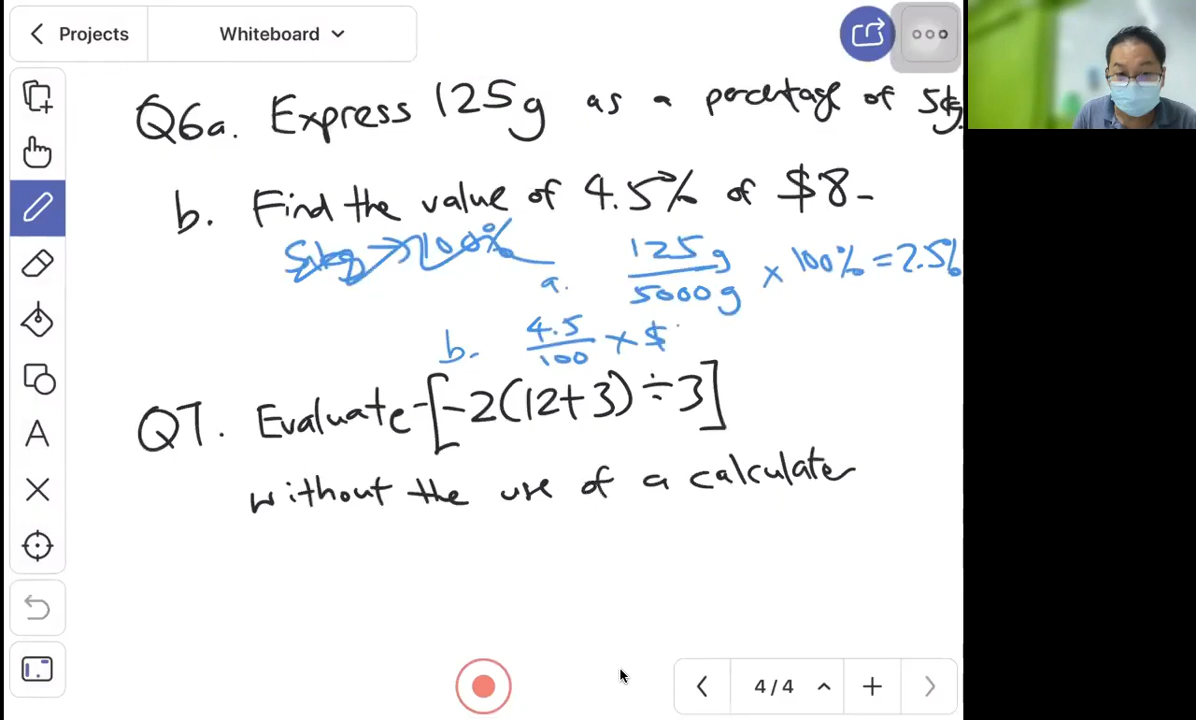 Projects
Whiteboard
Q6a. Express 125g as a percentage of 5kg.
b. Find the value of 4.5% of $8-
5kg → 100%
a. 125g / 5000g × 100% = 2.5%
b. 4.5 / 100 × $
Q7. Evaluate -[-2(12+3)÷3]
without the use of a calculator
A
4/4